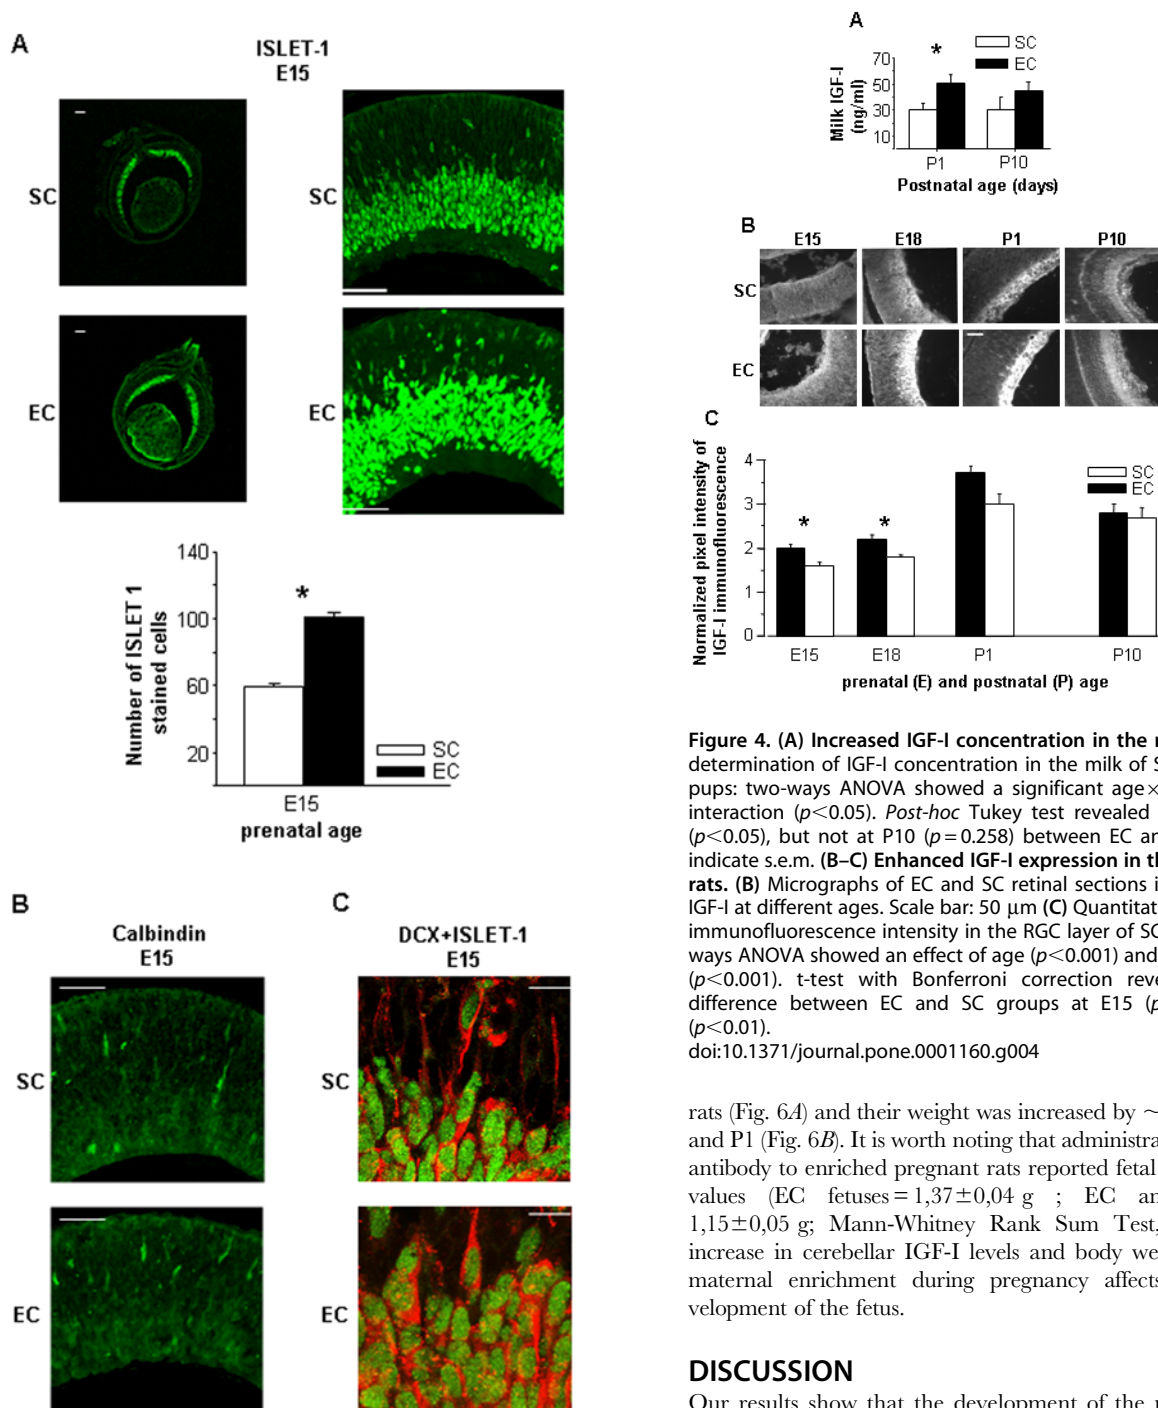 A
ISLET-1
E15
SC
SC
EC
EC
140
100
60
20
Number of ISLET 1
stained cells
*
SC
EC
E15
prenatal age
B
Calbindin
E15
SC
EC
C
DCX+ISLET-1
E15
SC
EC
A
SC
EC
70
50
30
10
Milk IGF-I
(ng/ml)
*
P1
P10
Postnatal age (days)
B
E15
E18
P1
P10
SC
EC
C
4
3
2
1
0
Normalized pixel intensity of
IGF-I immunofluorescence
*
*
SC
EC
E15
E18
P1
P10
prenatal (E) and postnatal (P) age
Figure 4. (A) Increased IGF-I concentration in the
determination of IGF-I concentration in the milk of
pups: two-ways ANOVA showed a significant age×
interaction (p<0.05). Post-hoc Tukey test revealed
(p<0.05), but not at P10 (p=0.258) between EC
indicate s.e.m. (B–C) Enhanced IGF-I expression in
rats. (B) Micrographs of EC and SC retinal sections
IGF-I at different ages. Scale bar: 50 μm (C)
immunofluorescence intensity in the RGC layer of
ways ANOVA showed an effect of age (p<0.001) and
(p<0.001). t-test with Bonferroni correction
difference between EC and SC groups at E15
(p<0.01).
doi:10.1371/journal.pone.0001160.g004
rats (Fig. 6A) and their weight was increased by ~
and P1 (Fig. 6B). It is worth noting that
antibody to enriched pregnant rats reported fetal
values (EC fetuses=1,37±0,04 g ; EC
1,15±0,05 g; Mann-Whitney Rank Sum Test,
increase in cerebellar IGF-I levels and body
maternal enrichment during pregnancy affects
velopment of the fetus.
DISCUSSION
Our results show that the development of the